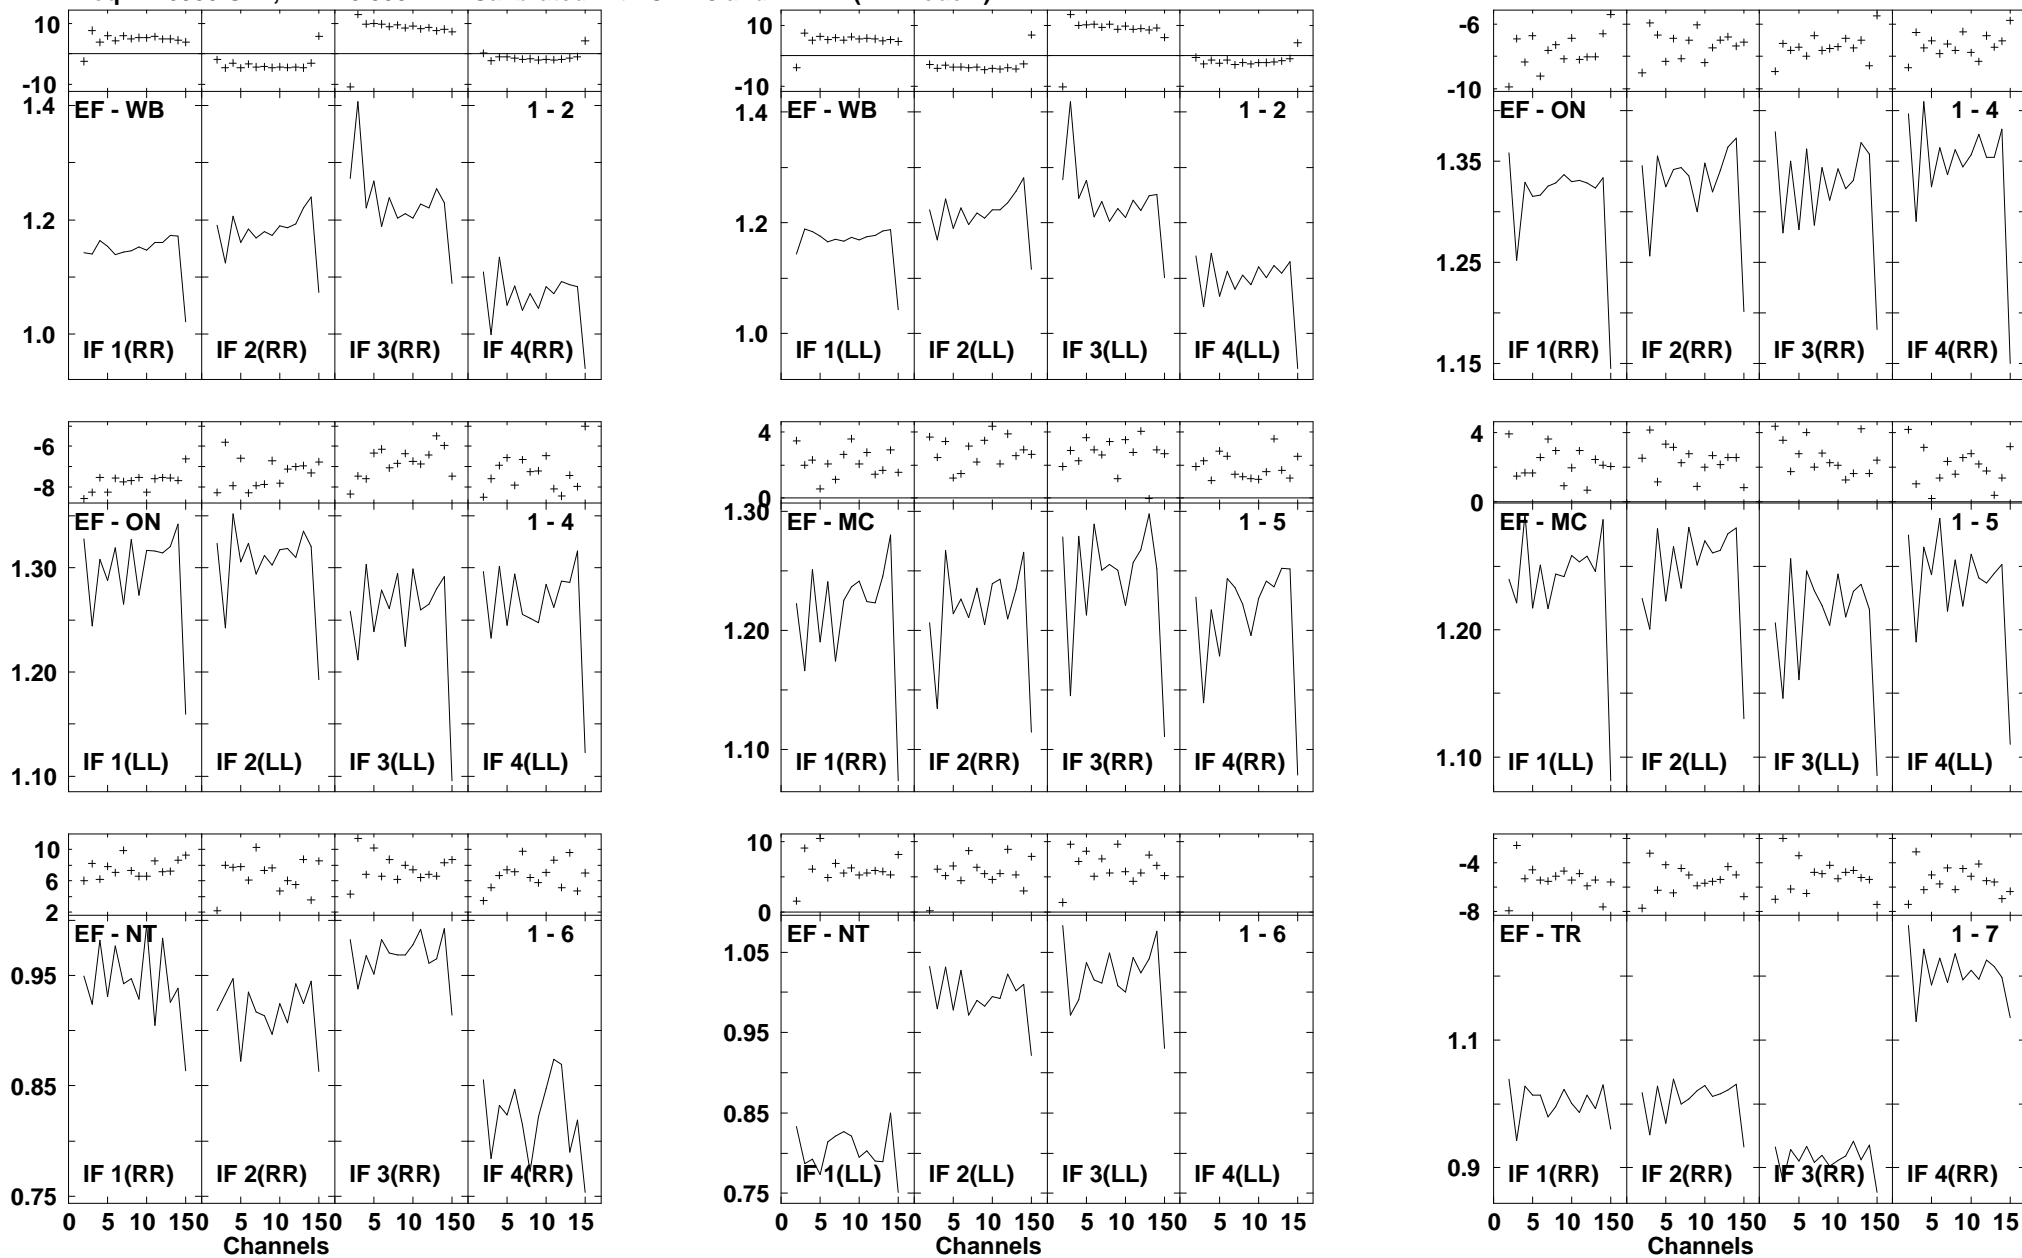 10
-10
1.4
1.2
1.0
EF - WB
1 - 2
IF 1(RR)
IF 2(RR)
IF 3(RR)
IF 4(RR)
10
-10
1.4
1.2
1.0
EF - WB
1 - 2
IF 1(LL)
IF 2(LL)
IF 3(LL)
IF 4(LL)
-6
-10
1.35
1.25
1.15
EF - ON
1 - 4
IF 1(RR)
IF 2(RR)
IF 3(RR)
IF 4(RR)
-6
-8
1.30
1.20
1.10
EF - ON
1 - 4
IF 1(LL)
IF 2(LL)
IF 3(LL)
IF 4(LL)
4
2
0
1.30
1.20
1.10
EF - MC
1 - 5
IF 1(RR)
IF 2(RR)
IF 3(RR)
IF 4(RR)
4
2
0
1.20
1.10
EF - MC
1 - 5
IF 1(LL)
IF 2(LL)
IF 3(LL)
IF 4(LL)
10
6
2
0.95
0.85
0.75
EF - NT
1 - 6
IF 1(RR)
IF 2(RR)
IF 3(RR)
IF 4(RR)
0 5 10 150 5 10 150 5 10 150 5 10 15
Channels
10
0
1.05
0.95
0.85
0.75
EF - NT
1 - 6
IF 1(LL)
IF 2(LL)
IF 3(LL)
IF 4(LL)
0 5 10 150 5 10 150 5 10 150 5 10 15
Channels
-4
-8
1.1
0.9
EF - TR
1 - 7
IF 1(RR)
IF 2(RR)
IF 3(RR)
IF 4(RR)
0 5 10 150 5 10 150 5 10 150 5 10 15
Channels